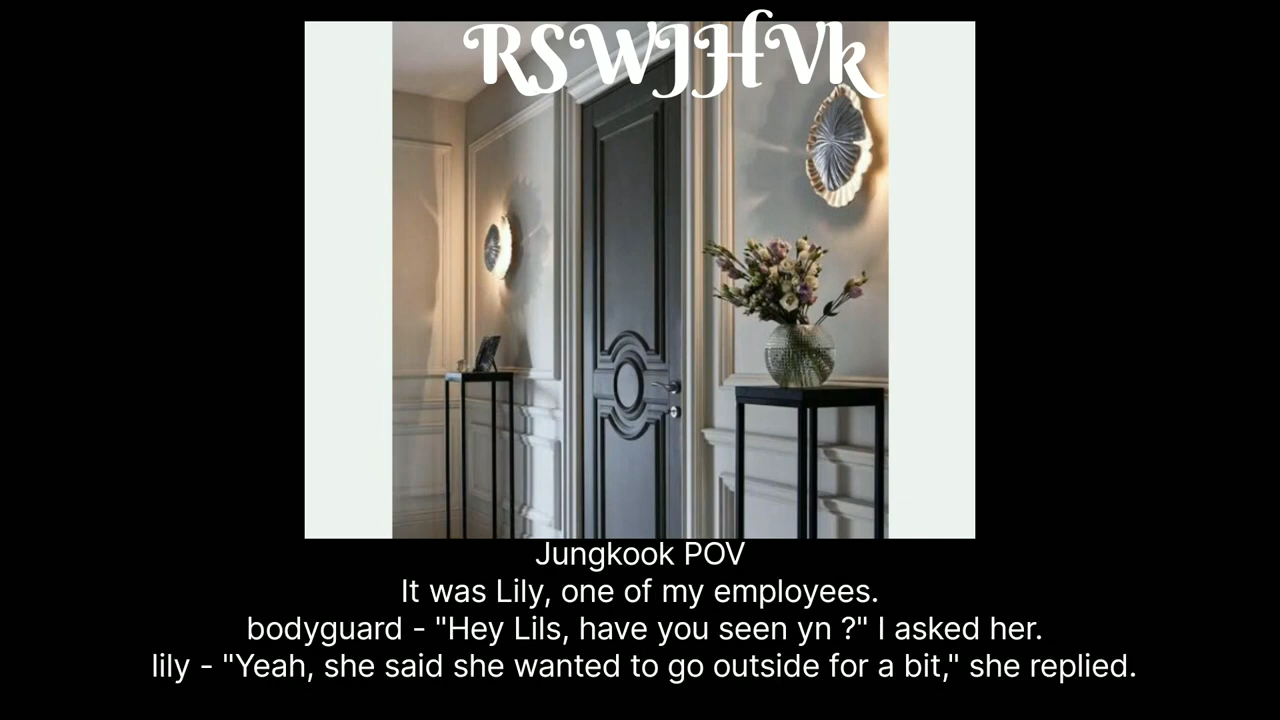 RSWJJHVk
Jungkook POV
It was Lily, one of my employees.
bodyguard - "Hey Lils, have you seen yn ?" I asked her.
lily - "Yeah, she said she wanted to go outside for a bit," she replied.